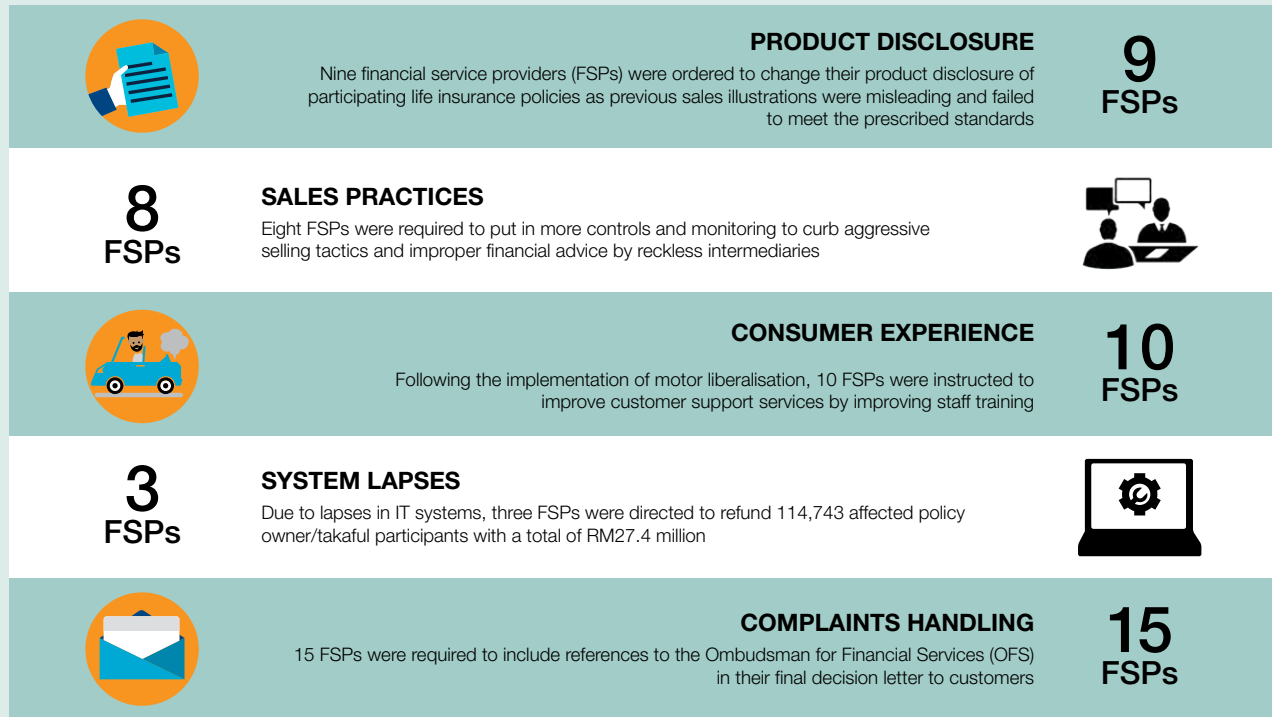 PRODUCT DISCLOSURE
Nine financial service providers (FSPs) were ordered to change their product disclosure of
participating life insurance policies as previous sales illustrations were misleading and failed
to meet the prescribed standards
9
FSPs
8
FSPs
SALES PRACTICES
Eight FSPs were required to put in more controls and monitoring to curb aggressive
selling tactics and improper financial advice by reckless intermediaries
CONSUMER EXPERIENCE
Following the implementation of motor liberalisation, 10 FSPs were instructed to
improve customer support services by improving staff training
10
FSPs
3
FSPs
SYSTEM LAPSES
Due to lapses in IT systems, three FSPs were directed to refund 114,743 affected policy
owner/takaful participants with a total of RM27.4 million
COMPLAINTS HANDLING
15 FSPs were required to include references to the Ombudsman for Financial Services (OFS)
in their final decision letter to customers
15
FSPs